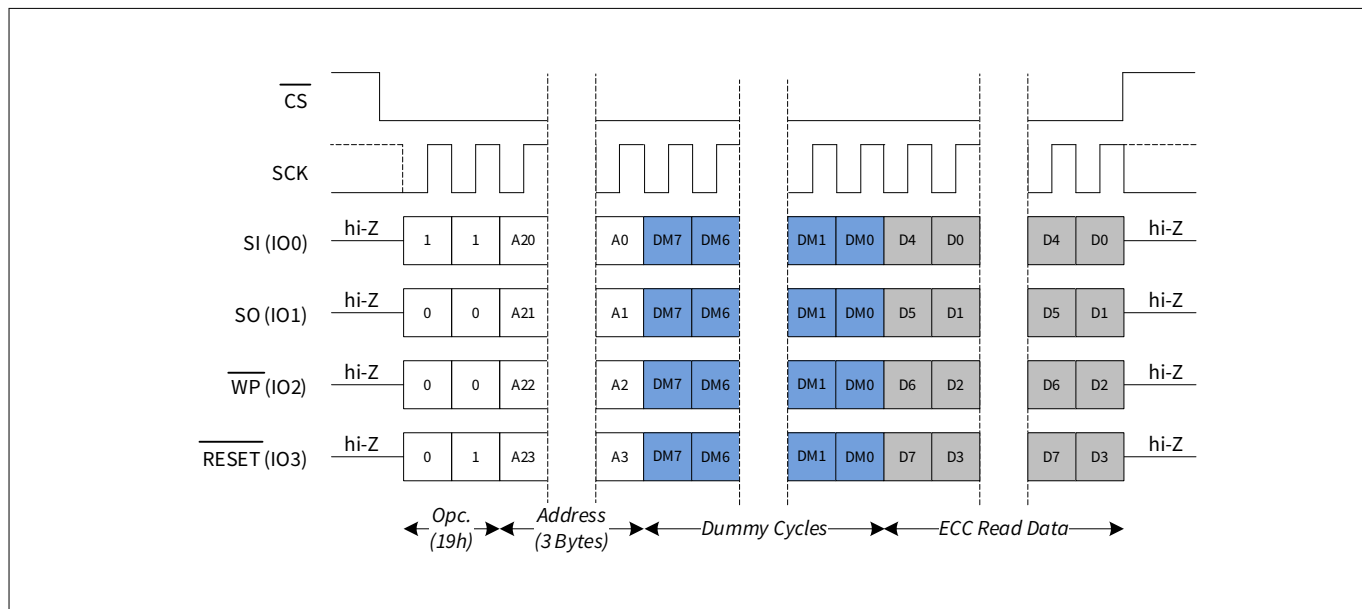 CS
SCK
SI (IO0) hi-Z 1 1 A20 A0 DM7 DM6 DM1 DM0 D4 D0 D4 D0 hi-Z
SO (IO1) hi-Z 0 0 A21 A1 DM7 DM6 DM1 DM0 D5 D1 D5 D1 hi-Z
WP (IO2) hi-Z 0 0 A22 A2 DM7 DM6 DM1 DM0 D6 D2 D6 D2 hi-Z
RESET (IO3) hi-Z 0 1 A23 A3 DM7 DM6 DM1 DM0 D7 D3 D7 D3 hi-Z
Opc. Address Dummy Cycles ECC Read Data
(19h) (3 Bytes)